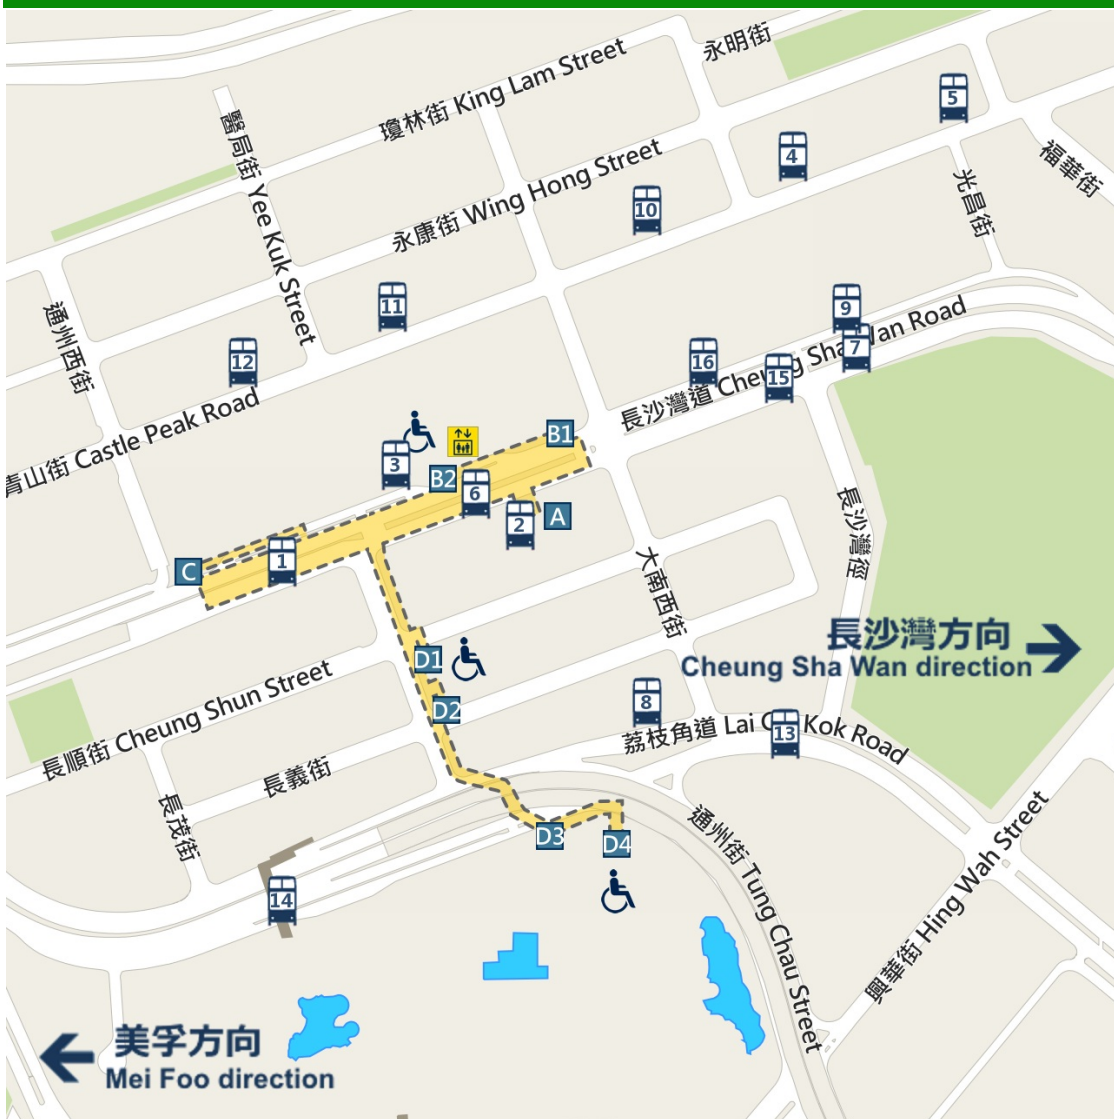 永明街
瓊林街 King Lam Street
5
醫局街 Yee Kuk Street
4
福華街
永康街 Wing Hong Street
光昌街
10
11
9
通州西街
長沙灣道 Cheung Sha Wan Road
7
12
16
15
青山街 Castle Peak Road
B1
3
B2
6
2
A
長沙灣徑
1
C
大南西街
長沙灣方向
Cheung Sha Wan direction
D1
長順街 Cheung Shun Street
D2
8
荔枝角道 Lai Chi Kok Road
13
長義街
長茂街
通州街 Tung Chau Street
D3
D4
興華街 Hing Wah Street
14
美孚方向
Mei Foo direction